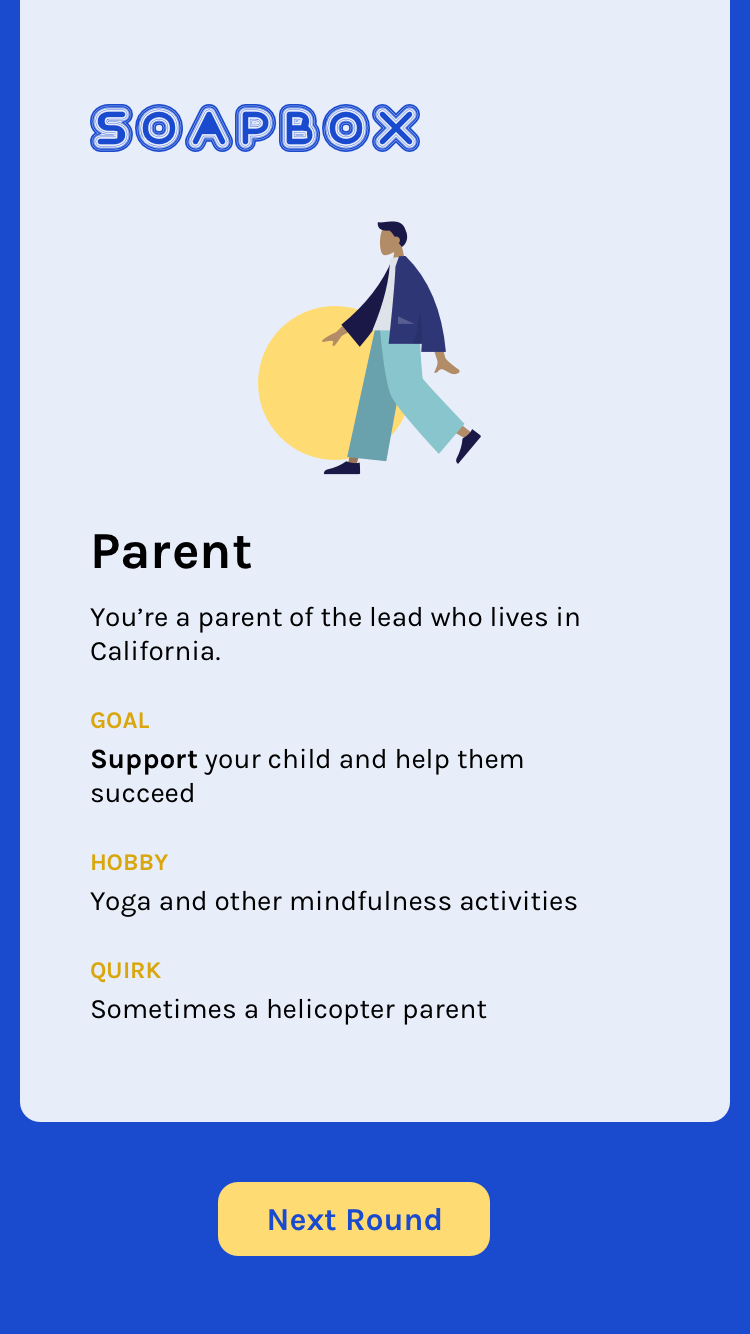 SOAPBOX
Parent
You’re a parent of the lead who lives in
California.
GOAL
Support your child and help them
succeed
HOBBY
Yoga and other mindfulness activities
QUIRK
Sometimes a helicopter parent
Next Round